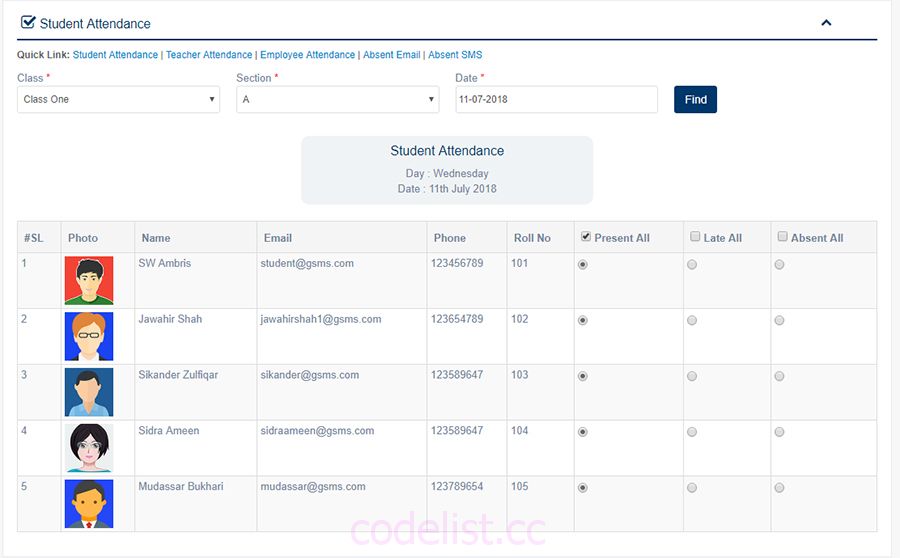 Student Attendance
Quick Link: Student Attendance | Teacher Attendance | Employee Attendance | Absent Email | Absent SMS
Class * Section * Date *
Class One A 11-07-2018 Find
Student Attendance
Day : Wednesday
Date : 11th July 2018
#SL Photo Name Email Phone Roll No Present All Late All Absent All
1 SW Ambris student@gsms.com 123456789 101
2 Jawahir Shah jawahirshah1@gsms.com 123654789 102
3 Sikander Zulfiqar sikander@gsms.com 123589647 103
4 Sidra Ameen sidraameen@gsms.com 123589647 104
5 Mudassar Bukhari mudassar@gsms.com 123789654 105
codelist.cc